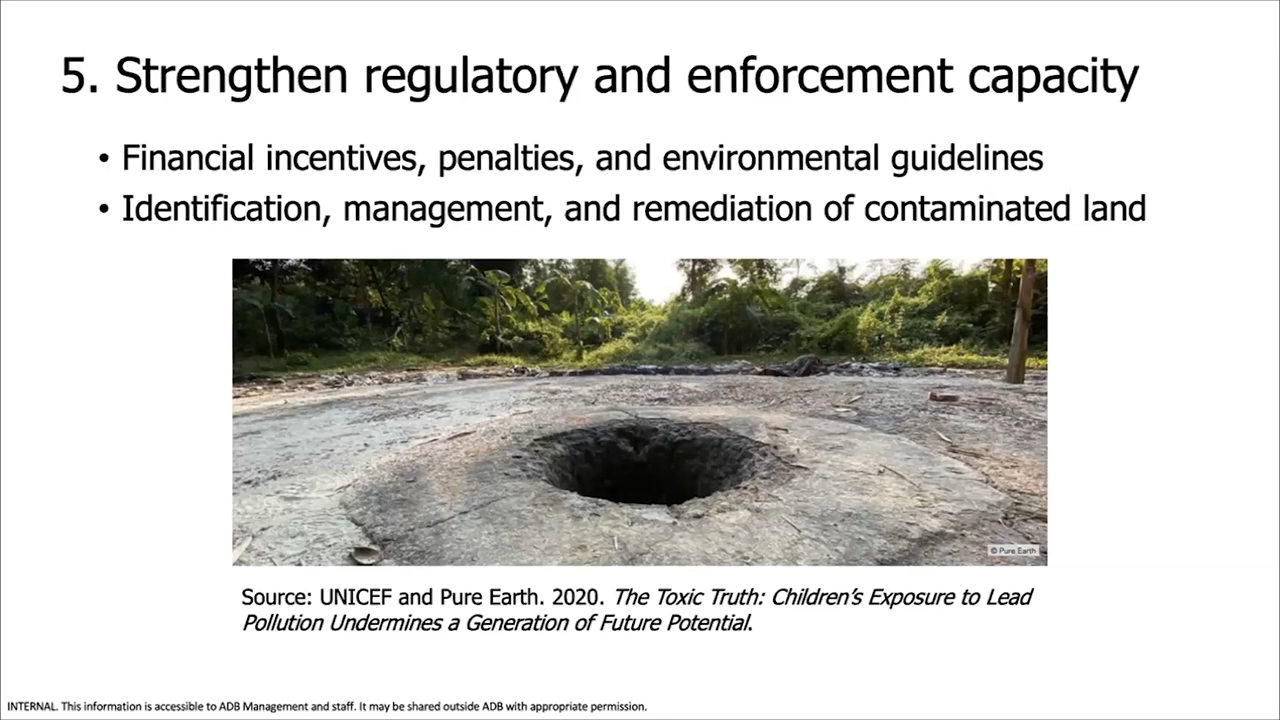 5. Strengthen regulatory and enforcement capacity
• Financial incentives, penalties, and environmental guidelines
• Identification, management, and remediation of contaminated land
© Pure Earth
Source: UNICEF and Pure Earth. 2020. The Toxic Truth: Children's Exposure to Lead
Pollution Undermines a Generation of Future Potential.
INTERNAL. This information is accessible to ADB Management and staff. It may be shared outside ADB with appropriate permission.